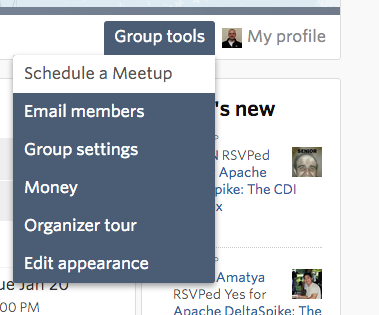 Group tools
My profile
Schedule a Meetup
Email members
Group settings
Money
Organizer tour
Edit appearance
's new
RSVPed
Apache
Spike: The CDI
ue Jan 20
:00 PM
Amatya
RSVPed Yes for
Apache DeltaSpike: The
SENIOR